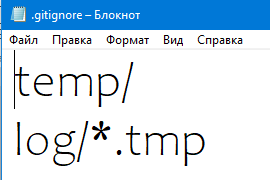 .gitignore – Блокнот
Файл Правка Формат Вид Справка
temp/
log/*.tmp